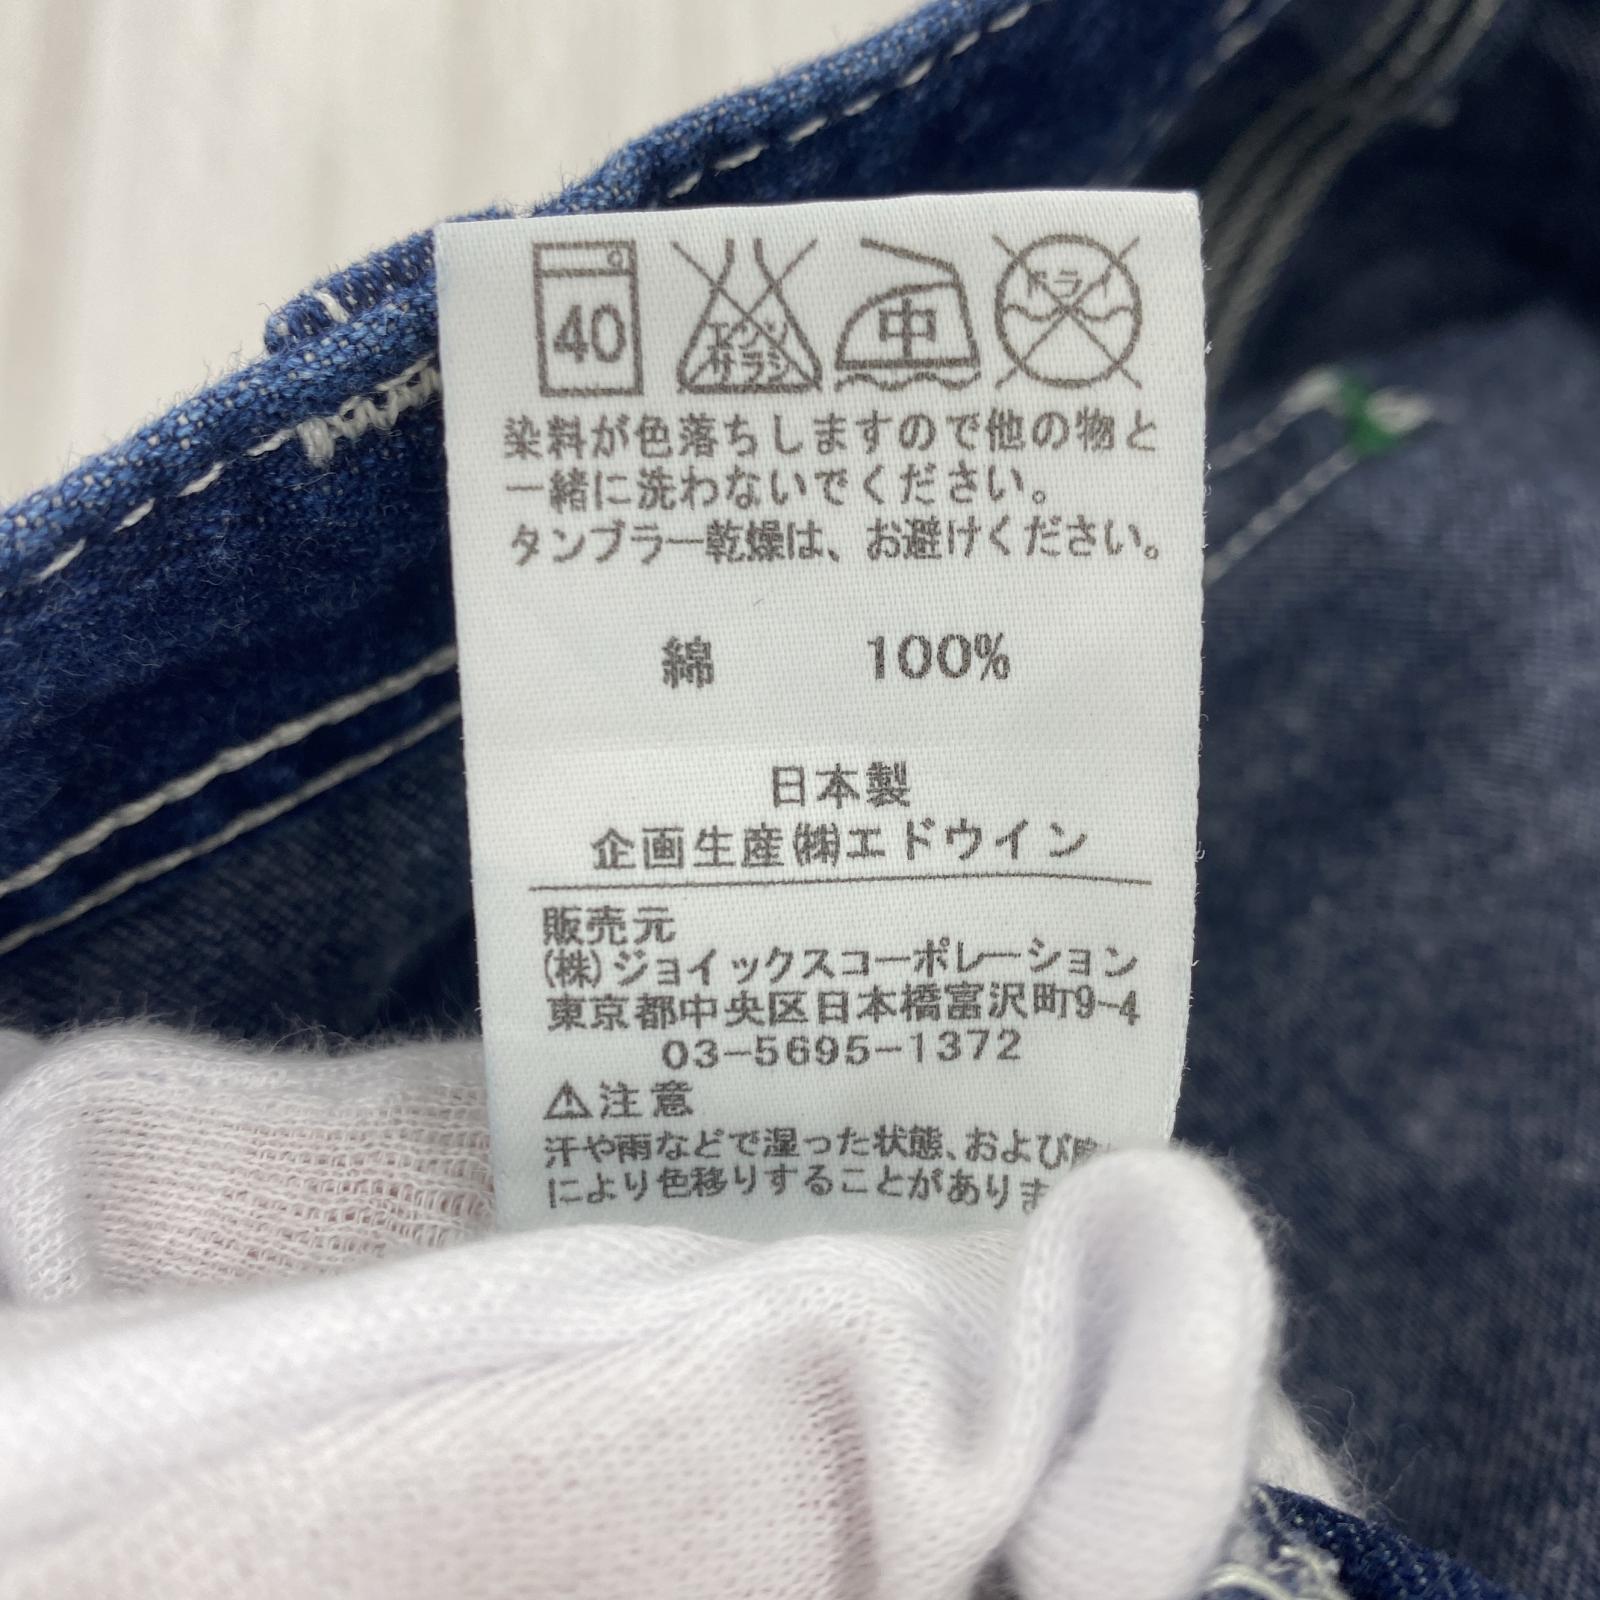 40
エンソ
サラシ
中
ドライ
染料が色落ちしますので他の物と
一緒に洗わないでください。
タンブラー乾燥は、お避けください。
綿 100%
日本製
企画生産㈱エドウイン
販売元
(株)ジョイックスコーポレーション
東京都中央区日本橋富沢町9-4
03-5695-1372
⚠注意
汗や雨などで湿った状態、および
により色移りすることがありま